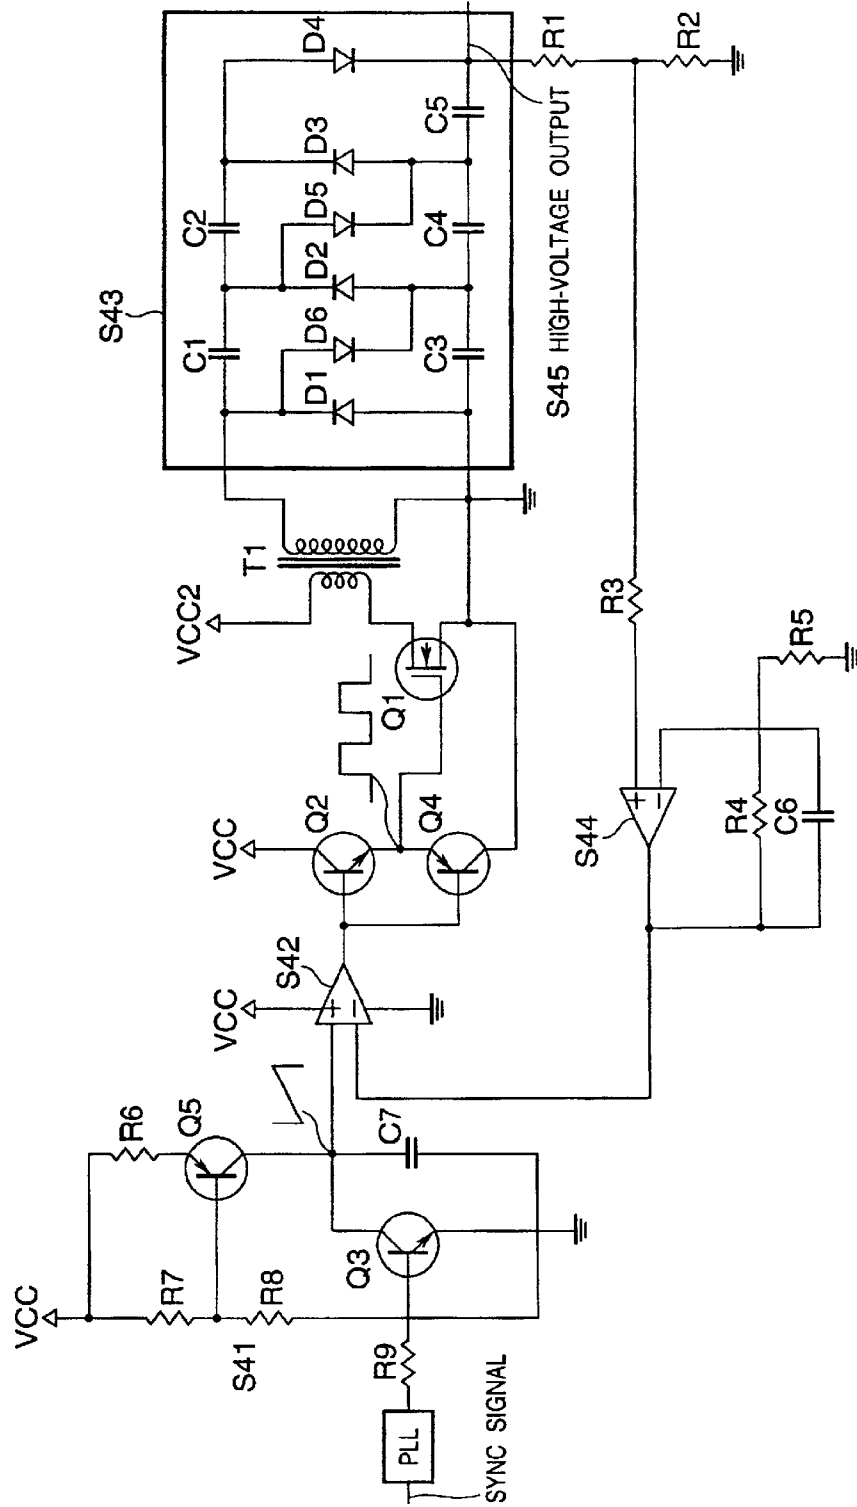 S43
C1
C2
D1
D6
D2
D5
D3
D4
C3
C4
C5
R1
R2
S45 HIGH-VOLTAGE OUTPUT
T1
VCC2
Q1
R3
R5
VCC
Q2
Q4
S44
R4
C6
VCC
S42
R6
Q5
C7
VCC
R7
R8
Q3
S41
R9
PLL
SYNC SIGNAL